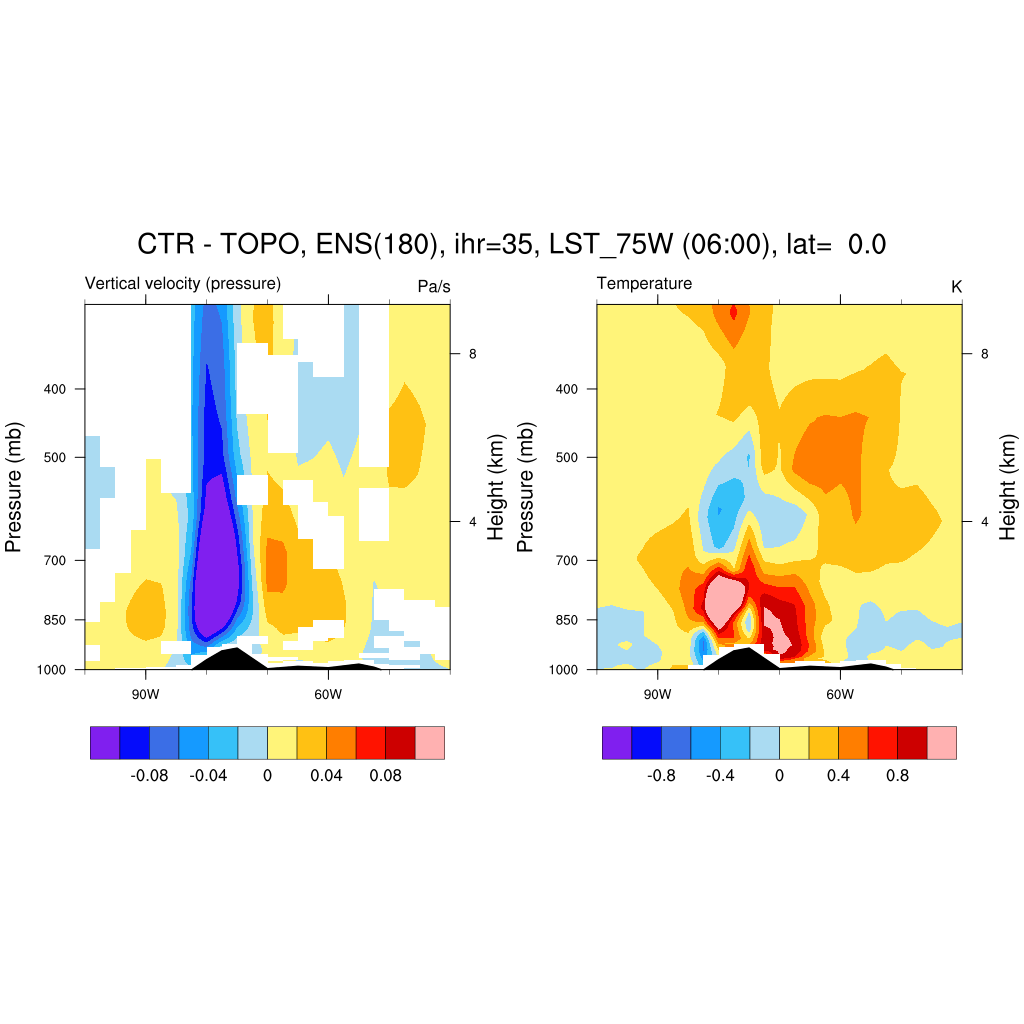 CTR - TOPO, ENS(180), ihr=35, LST_75W (06:00), lat=  0.0
Vertical velocity (pressure)
Pa/s
Temperature
K
Pressure (mb)
400
500
700
850
1000
8
4
Height (km)
90W
60W
-0.08
-0.04
0
0.04
0.08
Pressure (mb)
400
500
700
850
1000
8
4
Height (km)
90W
60W
-0.8
-0.4
0
0.4
0.8